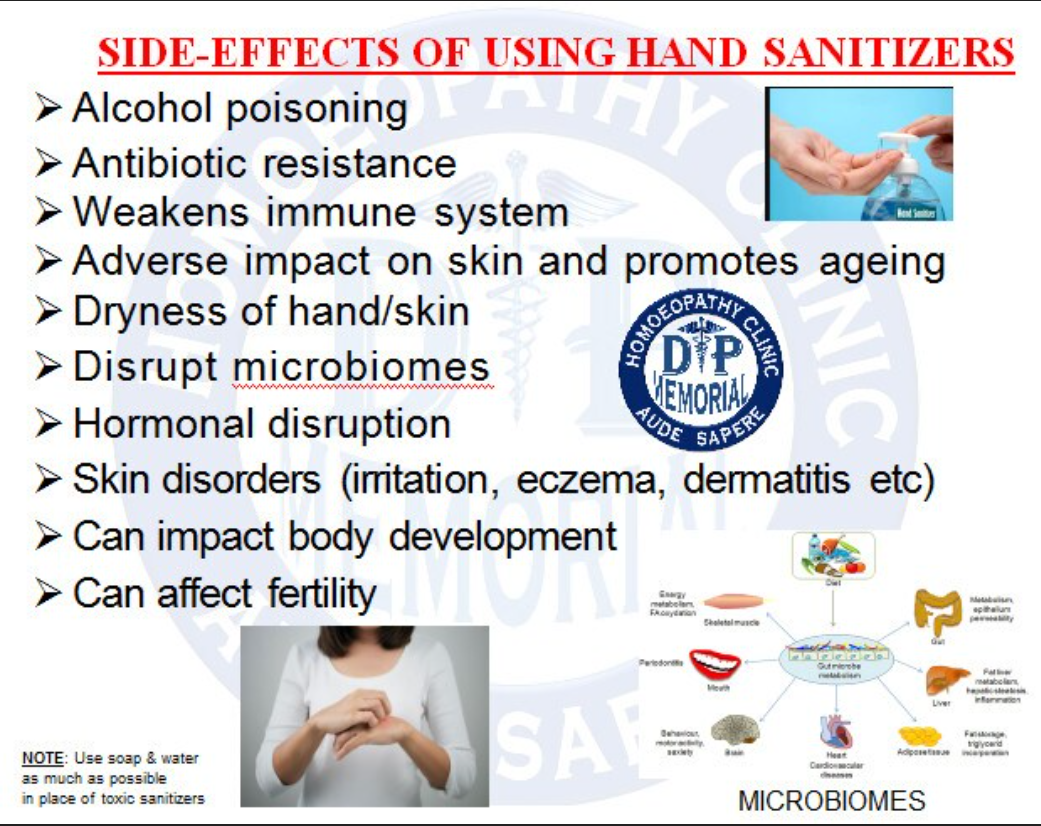 SIDE-EFFECTS OF USING HAND SANITIZERS
➢ Alcohol poisoning
➢ Antibiotic resistance
➢ Weakens immune system
➢ Adverse impact on skin and promotes ageing
➢ Dryness of hand/skin
➢ Disrupt microbiomes
➢ Hormonal disruption
➢ Skin disorders (irritation, eczema, dermatitis etc)
➢ Can impact body development
➢ Can affect fertility
Hand Sanitizer
HOMOEOPATHY CLINIC
D P
MEMORIAL
AUDE SAPERE
HOMOEOPATHY CLINIC
D P
MEMORIAL
Diet
Energy
metabolism,
FA oxydation
Skeletal muscle
Metabolism,
epithelium
permeability
Gut
Periodontitis
Mouth
Gut microbe
metabolism
Fat liver
metabolism,
hepatic steatosis,
inflammation
Liver
Behaviour,
motor activity,
Brain
Heart
Cardiovascular
diseases
Adipose tissue
Fat storage,
triglycerid
incorporation
MICROBIOMES
NOTE: Use soap & water
as much as possible
in place of toxic sanitizers